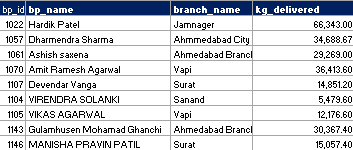 bp_id bp_name branch_name kg_delivered
1022 Hardik Patel Jamnager 66,343.00
1057 Dharmendra Sharma Ahmmedabad City 34,688.67
1061 Ashish saxena Ahmedabad Branc 29,269.00
1070 Amit Ramesh Agarwal Vapi 36,413.60
1107 Devendar Vanga Surat 14,851.20
1104 VIRENDRA SOLANKI Sanand 5,479.60
1105 VIKAS AGARWAL Vapi 12,176.60
1143 Gulamhusen Mohamad Ghanchi Ahmedabad Branc 30,367.40
1146 MANISHA PRAVIN PATIL Surat 15,057.40